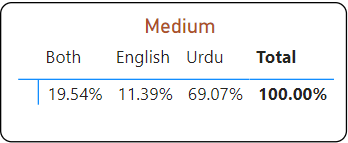 Medium
Both English Urdu Total
19.54% 11.39% 69.07% 100.00%